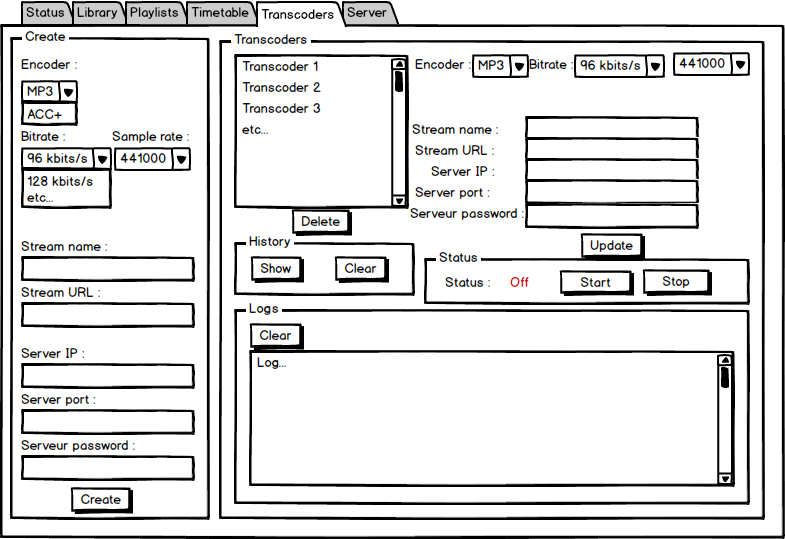 Status Library Playlists Timetable Transcoders Server
Create
Encoder :
MP3
ACC+
Bitrate : Sample rate :
96 kbits/s 441000
128 kbits/s
etc...
Stream name :
Stream URL :
Server IP :
Server port :
Serveur password :
Create
Transcoders
Transcoder 1
Transcoder 2
Transcoder 3
etc...
Delete
Encoder : MP3 Bitrate : 96 kbits/s 441000
Stream name :
Stream URL :
Server IP :
Server port :
Serveur password :
Update
History
Show Clear
Status
Status : Off Start Stop
Logs
Clear
Log...